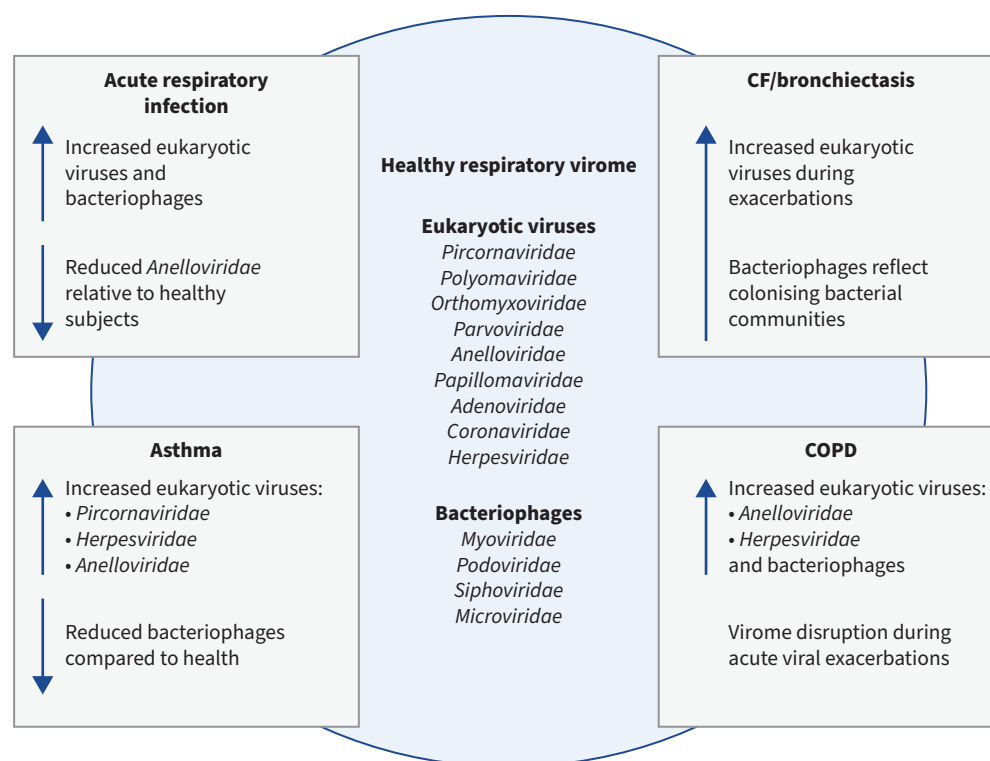 Acute respiratory
infection
Increased eukaryotic
viruses and
bacteriophages
Reduced Anelloviridae
relative to healthy
subjects
Healthy respiratory virome
Eukaryotic viruses
Pircornaviridae
Polyomaviridae
Orthomyxoviridae
Parvoviridae
Anelloviridae
Papillomaviridae
Adenoviridae
Coronaviridae
Herpesviridae
Bacteriophages
Myoviridae
Podoviridae
Siphoviridae
Microviridae
CF/bronchiectasis
Increased eukaryotic
viruses during
exacerbations
Bacteriophages reflect
colonising bacterial
communities
Asthma
Increased eukaryotic viruses:
• Pircornaviridae
• Herpesviridae
• Anelloviridae
Reduced bacteriophages
compared to health
COPD
Increased eukaryotic viruses:
• Anelloviridae
• Herpesviridae
and bacteriophages
Virome disruption during
acute viral exacerbations